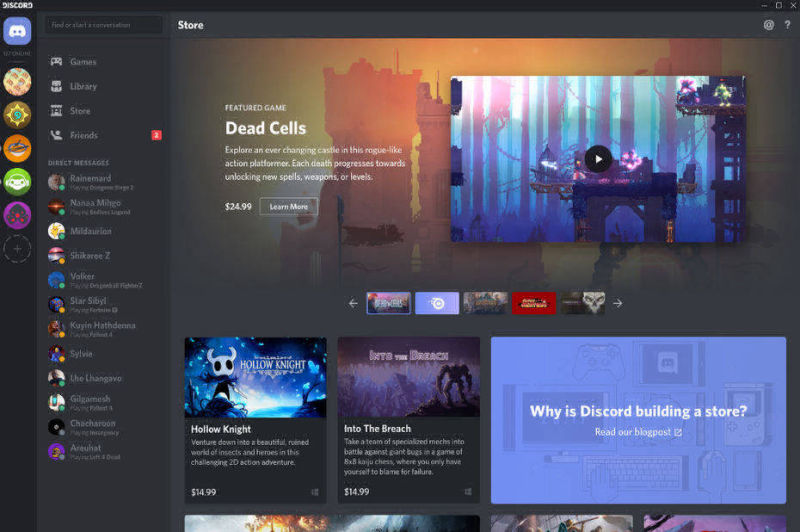 DISCORD
Find or start a conversation
Store
127 ONLINE
Games
Library
Store
Friends
2
DIRECT MESSAGES
Rainemard
Playing Dungeon Siege 2
Nanaa Mihgo
Playing Endless Legend
Mildaurion
Shikaree Z
Volker
Playing Dragonball FighterZ
Star Sibyl
Playing Fortnite
Kuyin Hathdenna
Playing Fallout 4
Sylvie
Lhe Lhangavo
Gilgamesh
Playing Fallout 4
Chacharoon
Playing Insurgency
Areuhat
Playing Left 4 Dead
FEATURED GAME
Dead Cells
Explore an ever changing castle in this rogue-like
action platformer. Each death progresses towards
unlocking new spells, weapons, or levels.
$24.99
Learn More
DEAD CELLS
HOLLOW KNIGHT
Hollow Knight
Venture down into a beautiful, ruined
world of insects and heroes in this
challenging 2D action adventure.
$14.99
INTO THE BREACH
Into The Breach
Take a team of specialized mechs into
battle against giant bugs in a game of
8x8 kaiju chess, where you only have
yourself to blame for failure.
$14.99
Why is Discord building a store?
Read our blogpost